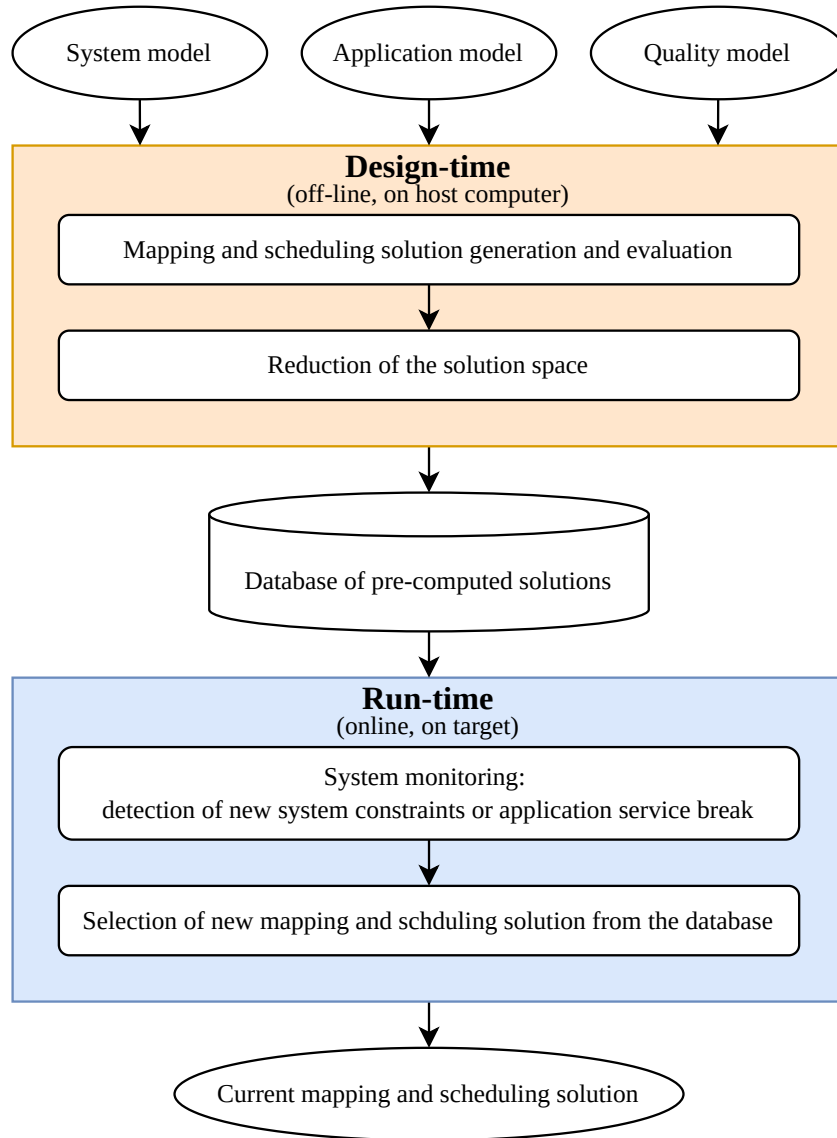 System model
Application model
Quality model
Design-time
(off-line, on host computer)
Mapping and scheduling solution generation and evaluation
Reduction of the solution space
Database of pre-computed solutions
Run-time
(online, on target)
System monitoring:
detection of new system constraints or application service break
Selection of new mapping and schduling solution from the database
Current mapping and scheduling solution